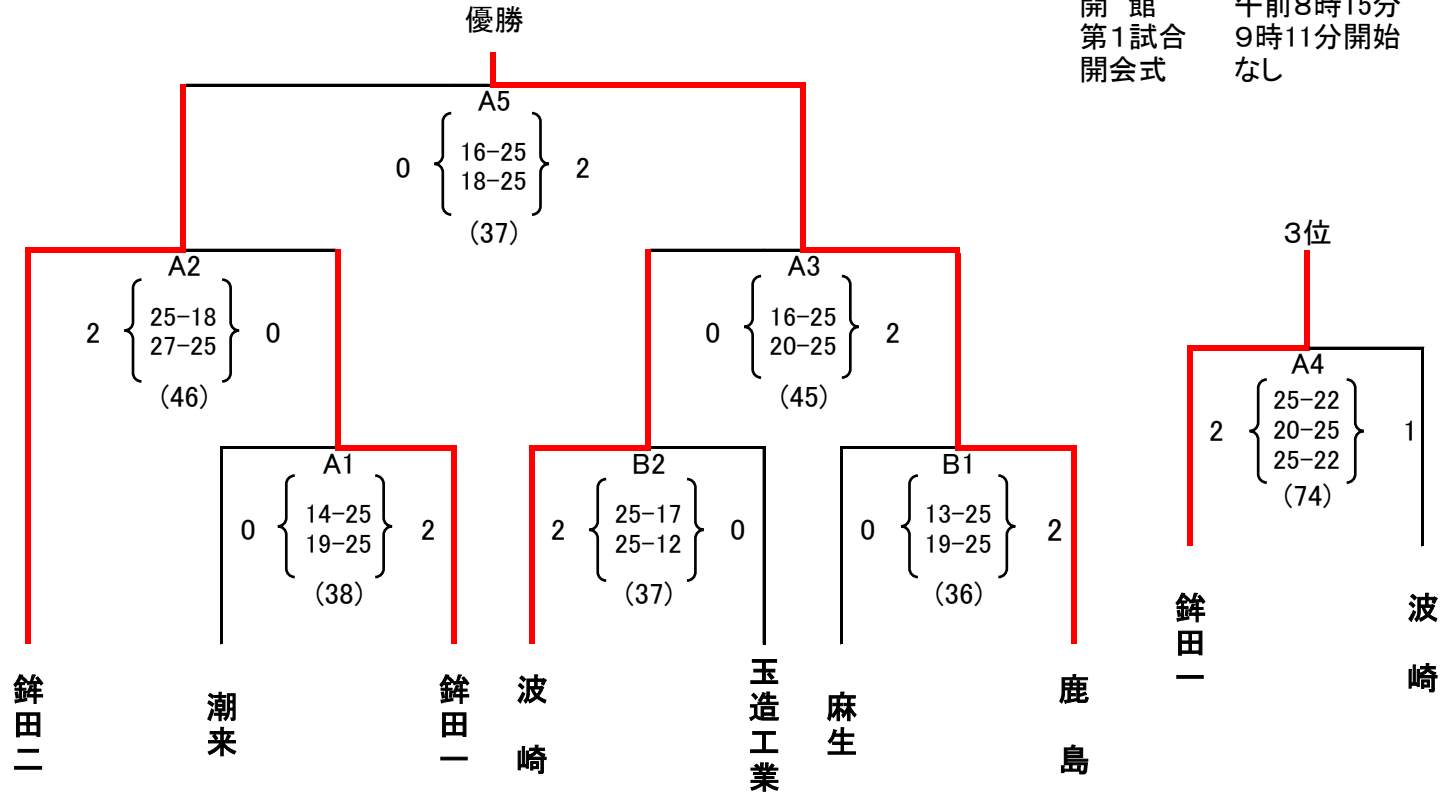 開 館 午前8時15分
第1試合 9時11分開始
開会式 なし
優勝
A5
16-25
0 2
18-25
(37)
3位
A2
25-18
2 0
27-25
(46)
A3
16-25
0 2
20-25
(45)
A4
25-22
2 20-25 1
25-22
(74)
A1
14-25
0 2
19-25
(38)
B2
25-17
2 0
25-12
(37)
B1
13-25
0 2
19-25
(36)
鉾田二
潮来
鉾田一
波崎
玉造工業
麻生
鹿島
鉾田一
波崎